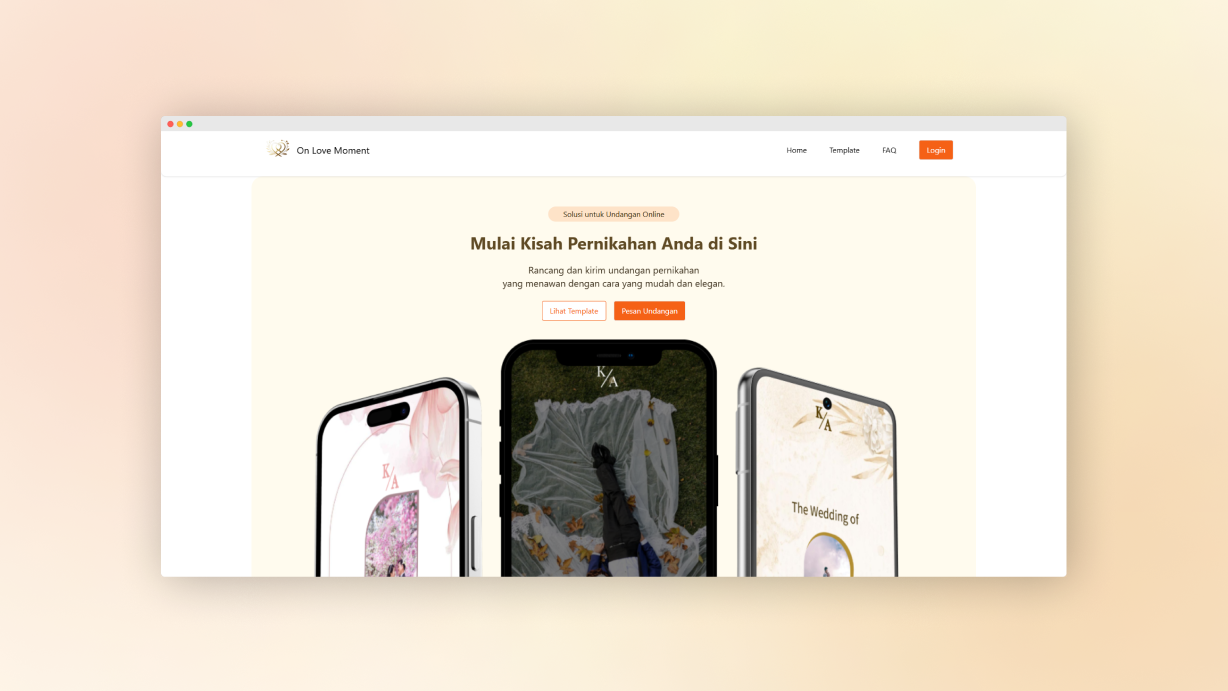 On Love Moment
Home
Template
FAQ
Login
Solusi untuk Undangan Online
Mulai Kisah Pernikahan Anda di Sini
Rancang dan kirim undangan pernikahan
yang menawan dengan cara yang mudah dan elegan.
Lihat Template
Pesan Undangan
K/A
K/A
K/A
The Wedding of